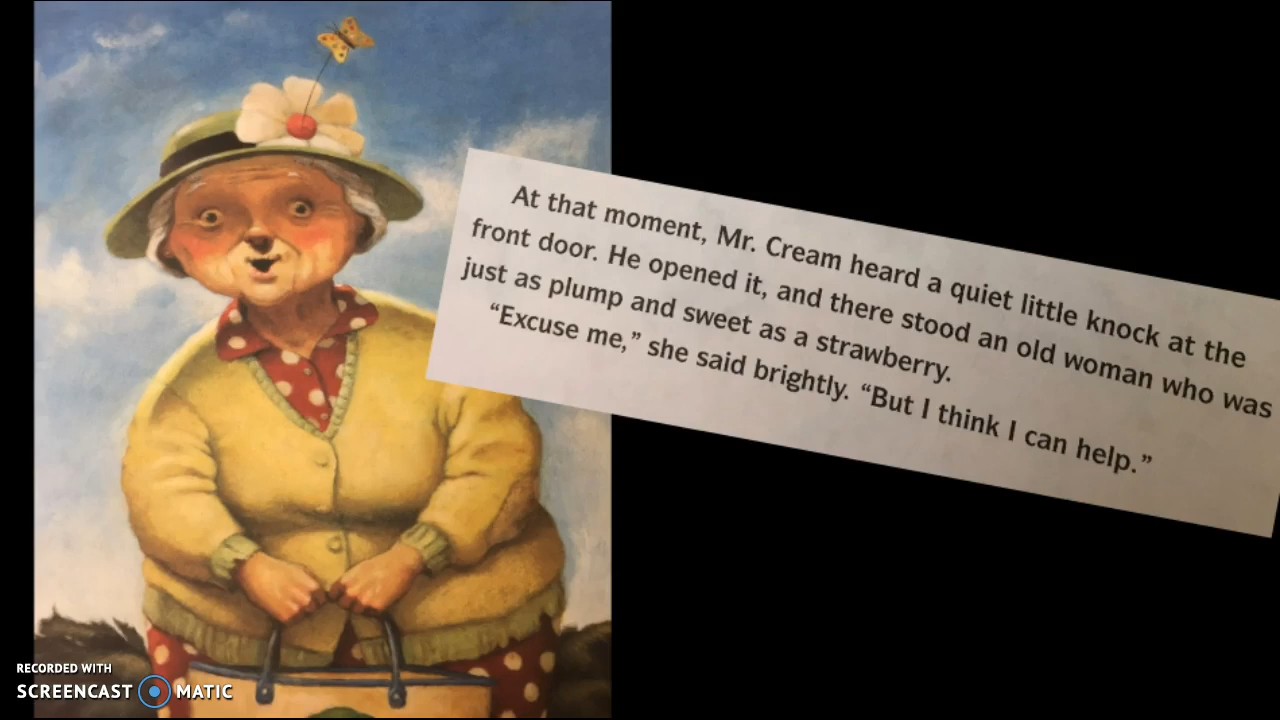 At that moment, Mr. Cream heard a quiet little knock at the
front door. He opened it, and there stood an old woman who was
just as plump and sweet as a strawberry.
“Excuse me,” she said brightly. “But I think I can help.”
RECORDED WITH
SCREENCAST MATIC